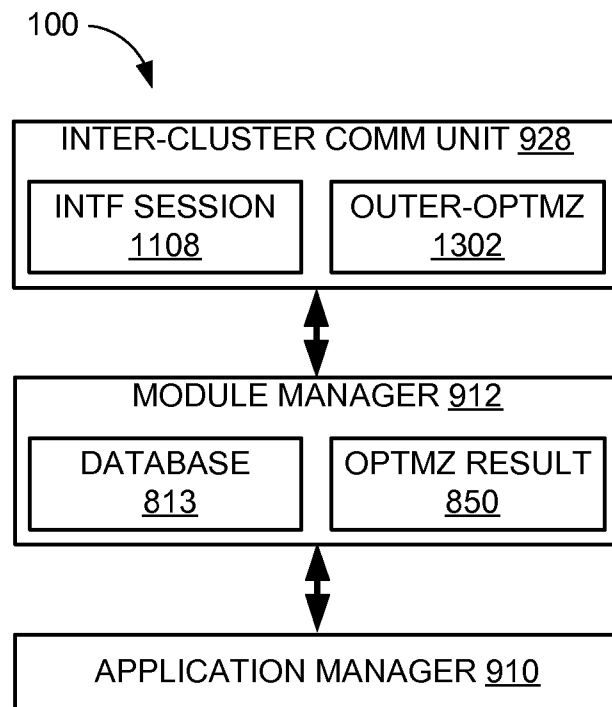 100
INTER-CLUSTER COMM UNIT 928
INTF SESSION
1108
OUTER-OPTMZ
1302
MODULE MANAGER 912
DATABASE
813
OPTMZ RESULT
850
APPLICATION MANAGER 910